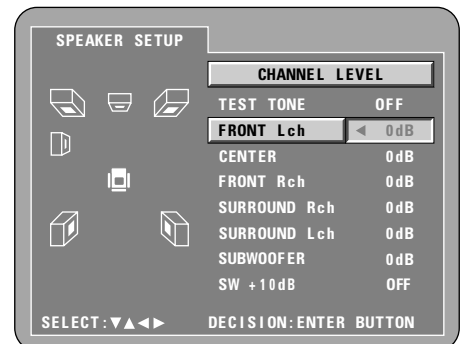 SPEAKER SETUP
CHANNEL LEVEL
TEST TONE OFF
FRONT Lch ◀ 0dB
CENTER 0dB
FRONT Rch 0dB
SURROUND Rch 0dB
SURROUND Lch 0dB
SUBWOOFER 0dB
SW +10dB OFF
SELECT:▼▲◀▶ DECISION:ENTER BUTTON